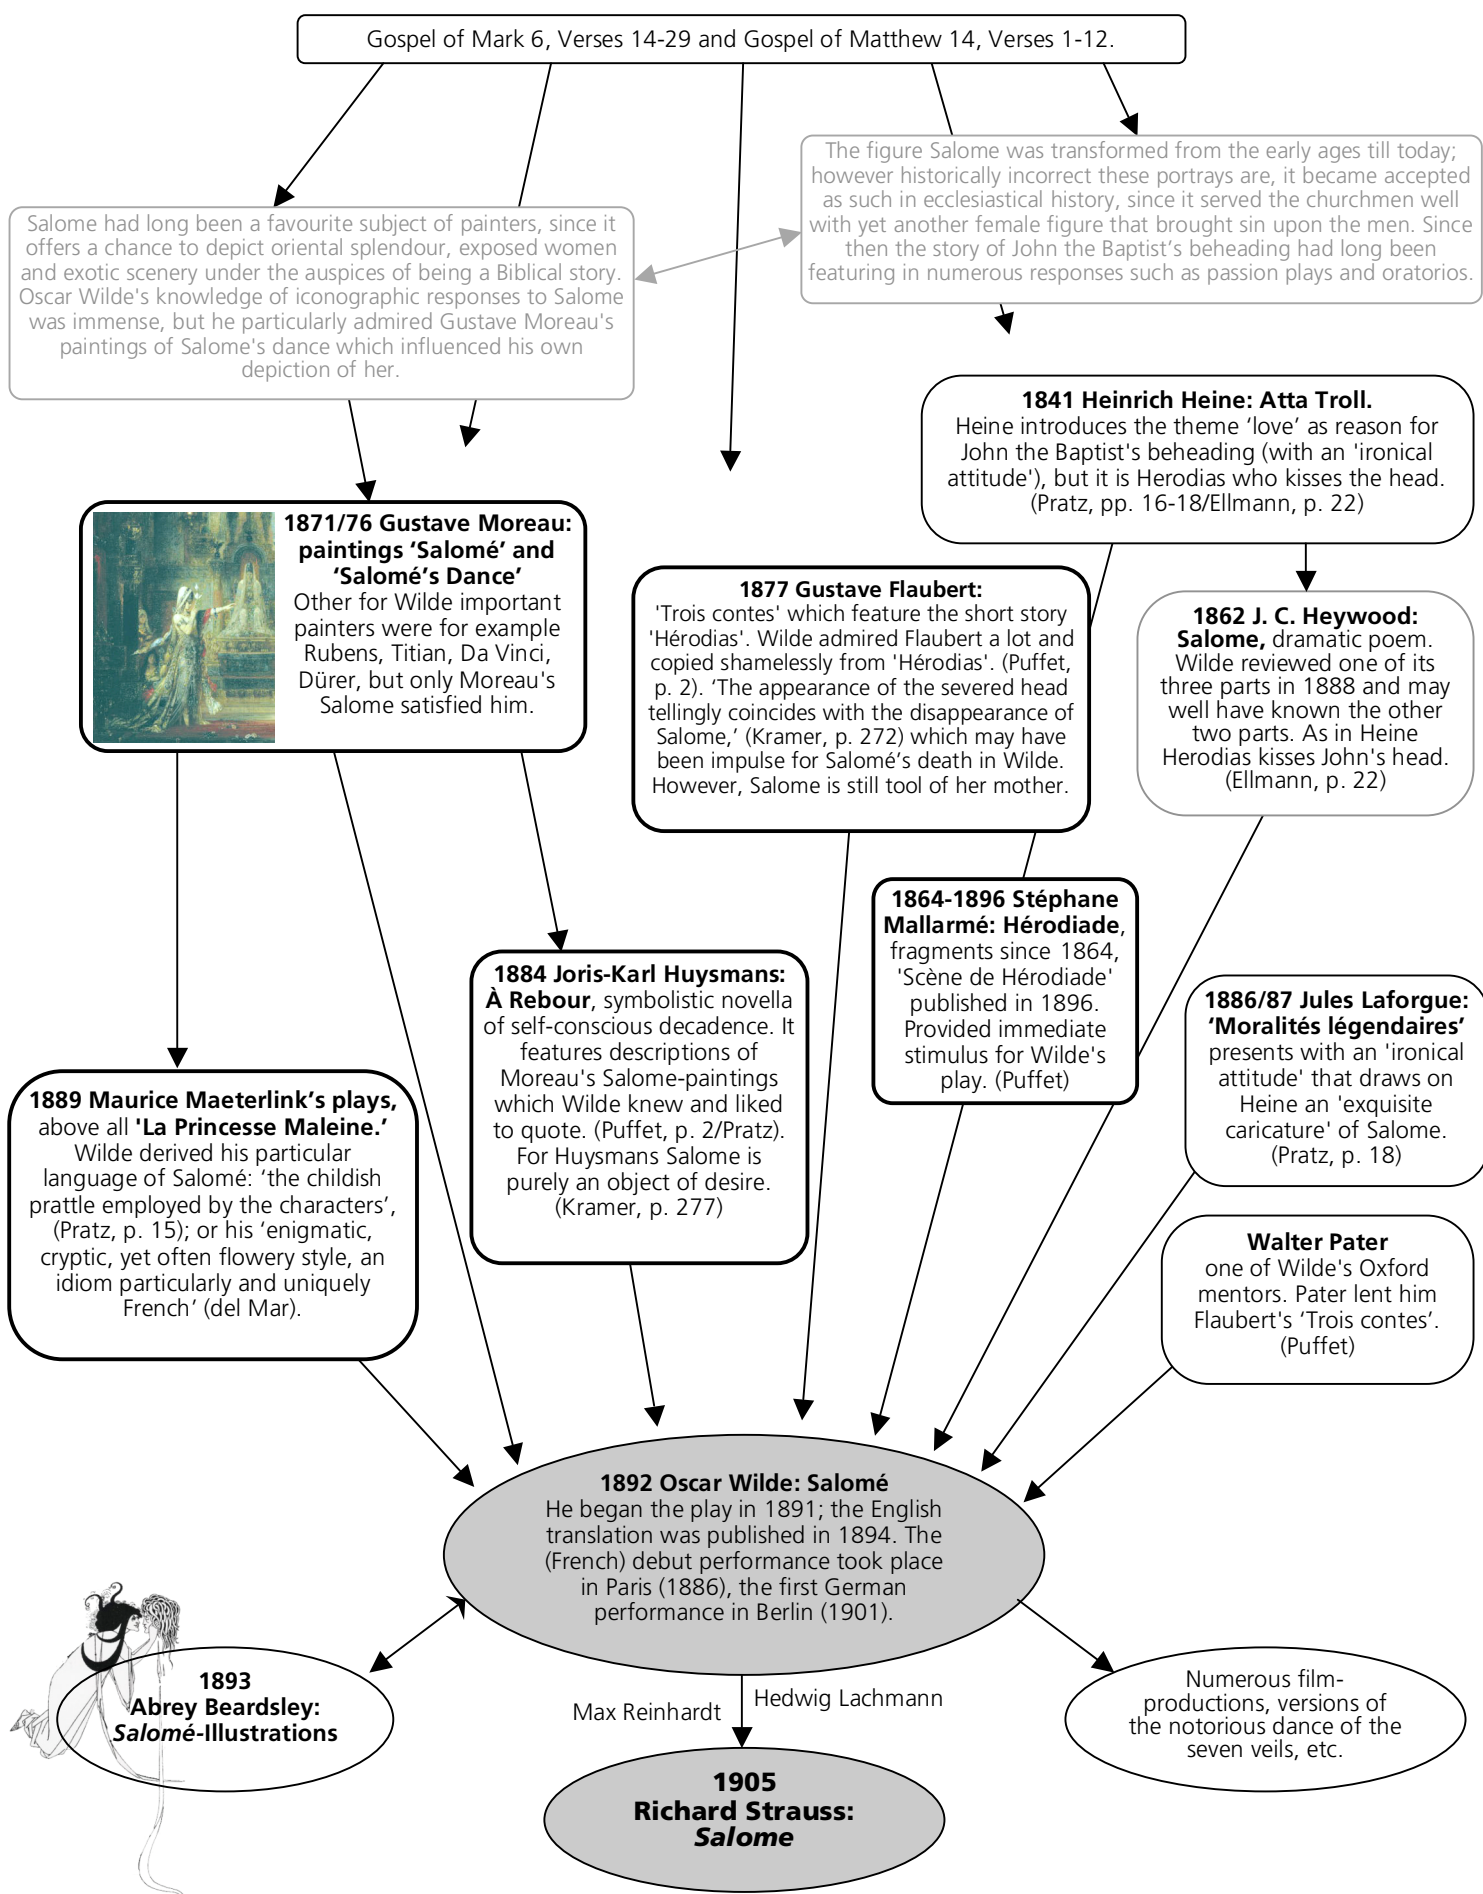 Gospel of Mark 6, Verses 14-29 and Gospel of Matthew 14, Verses 1-12.
The figure Salome was transformed from the early ages till today;
however historically incorrect these portrays are, it became accepted
as such in ecclesiastical history, since it served the churchmen well
with yet another female figure that brought sin upon the men. Since
then the story of John the Baptist's beheading had long been
featuring in numerous responses such as passion plays and oratorios.
Salome had long been a favourite subject of painters, since it
offers a chance to depict oriental splendour, exposed women
and exotic scenery under the auspices of being a Biblical story.
Oscar Wilde's knowledge of iconographic responses to Salome
was immense, but he particularly admired Gustave Moreau's
paintings of Salome's dance which influenced his own
depiction of her.
1841 Heinrich Heine: Atta Troll.
Heine introduces the theme ‘love’ as reason for
John the Baptist's beheading (with an 'ironical
attitude'), but it is Herodias who kisses the head.
(Pratz, pp. 16-18/Ellmann, p. 22)
1871/76 Gustave Moreau:
paintings ‘Salomé’ and
‘Salomé’s Dance’
Other for Wilde important
painters were for example
Rubens, Titian, Da Vinci,
Dürer, but only Moreau's
Salome satisfied him.
1877 Gustave Flaubert:
'Trois contes' which feature the short story
'Hérodias'. Wilde admired Flaubert a lot and
copied shamelessly from 'Hérodias'. (Puffet,
p. 2). ‘The appearance of the severed head
tellingly coincides with the disappearance of
Salome,’ (Kramer, p. 272) which may have
been impulse for Salomé’s death in Wilde.
However, Salome is still tool of her mother.
1862 J. C. Heywood:
Salome, dramatic poem.
Wilde reviewed one of its
three parts in 1888 and may
well have known the other
two parts. As in Heine
Herodias kisses John's head.
(Ellmann, p. 22)
1864-1896 Stéphane
Mallarmé: Hérodiade,
fragments since 1864,
'Scène de Hérodiade'
published in 1896.
Provided immediate
stimulus for Wilde's
play. (Puffet)
1884 Joris-Karl Huysmans:
À Rebour, symbolistic novella
of self-conscious decadence. It
features descriptions of
Moreau's Salome-paintings
which Wilde knew and liked
to quote. (Puffet, p. 2/Pratz).
For Huysmans Salome is
purely an object of desire.
(Kramer, p. 277)
1886/87 Jules Laforgue:
‘Moralités légendaires’
presents with an 'ironical
attitude' that draws on
Heine an 'exquisite
caricature' of Salome.
(Pratz, p. 18)
1889 Maurice Maeterlink’s plays,
above all 'La Princesse Maleine.’
Wilde derived his particular
language of Salomé: ‘the childish
prattle employed by the characters’,
(Pratz, p. 15); or his ‘enigmatic,
cryptic, yet often flowery style, an
idiom particularly and uniquely
French’ (del Mar).
Walter Pater
one of Wilde's Oxford
mentors. Pater lent him
Flaubert's ‘Trois contes’.
(Puffet)
1892 Oscar Wilde: Salomé
He began the play in 1891; the English
translation was published in 1894. The
(French) debut performance took place
in Paris (1886), the first German
performance in Berlin (1901).
1893
Abrey Beardsley:
Salomé-Illustrations
Max Reinhardt
Hedwig Lachmann
Numerous film-
productions, versions of
the notorious dance of the
seven veils, etc.
1905
Richard Strauss:
Salome